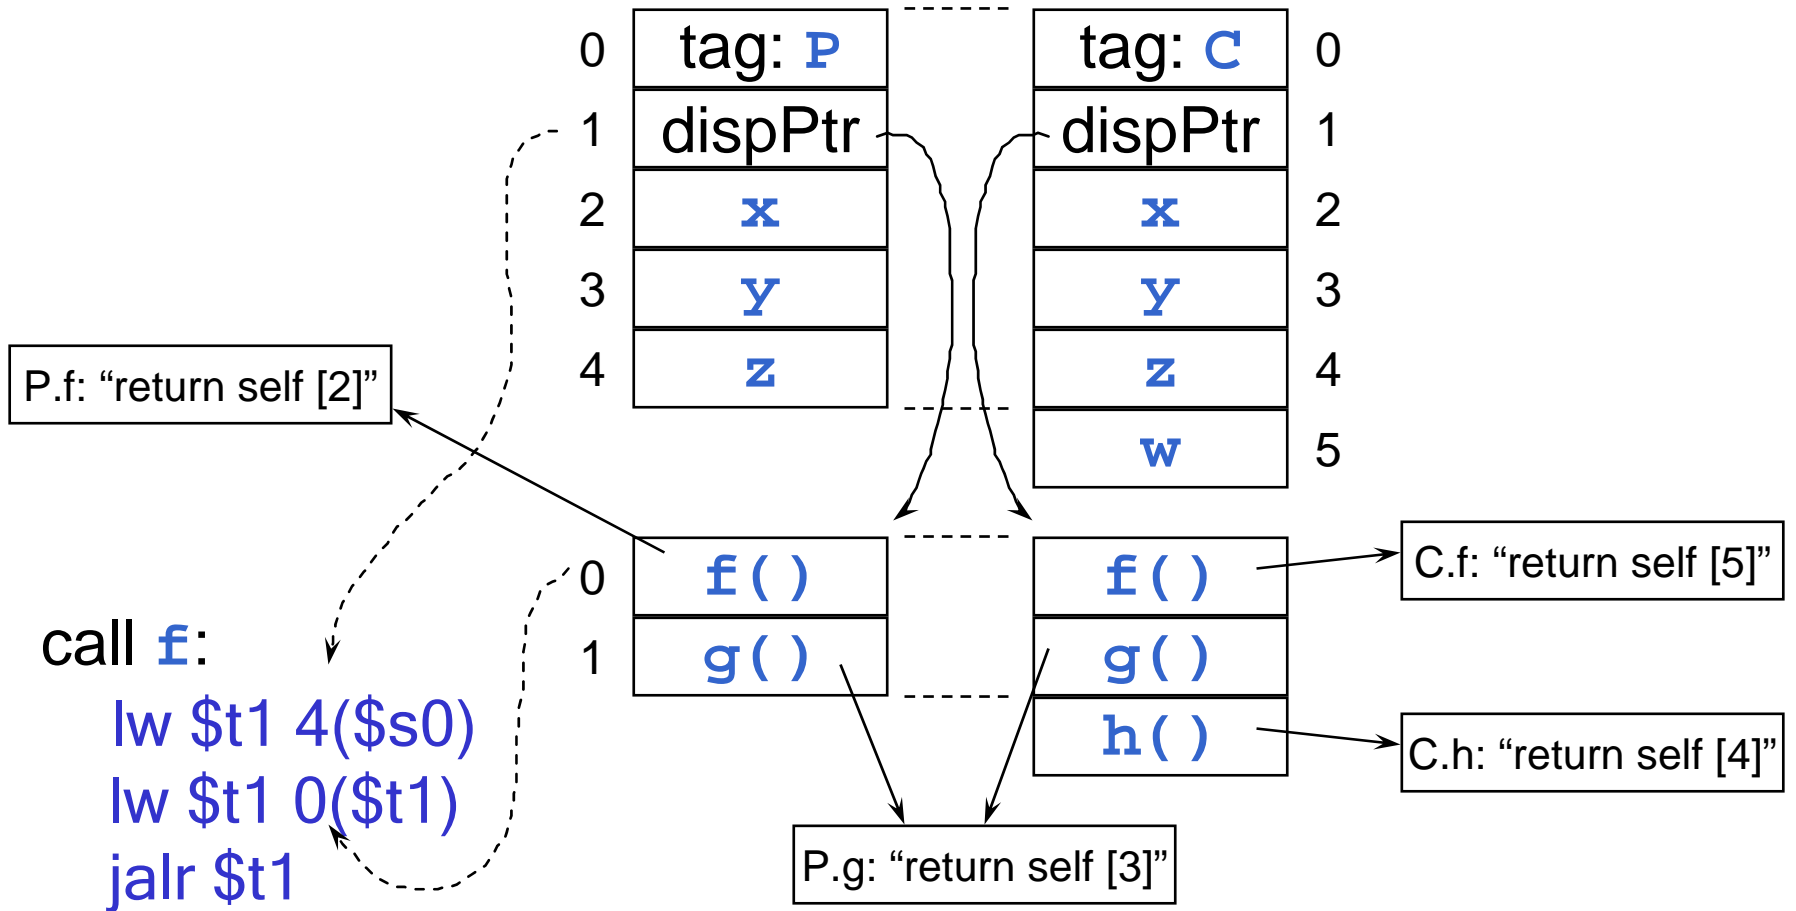 0 tag: P tag: C 0
1 dispPtr dispPtr 1
2 x x 2
3 y y 3
4 z z 4
w 5
P.f: “return self [2]”
0 f() f()
1 g() g()
h()
C.f: “return self [5]”
C.h: “return self [4]”
P.g: “return self [3]”
call f:
lw $t1 4($s0)
lw $t1 0($t1)
jalr $t1